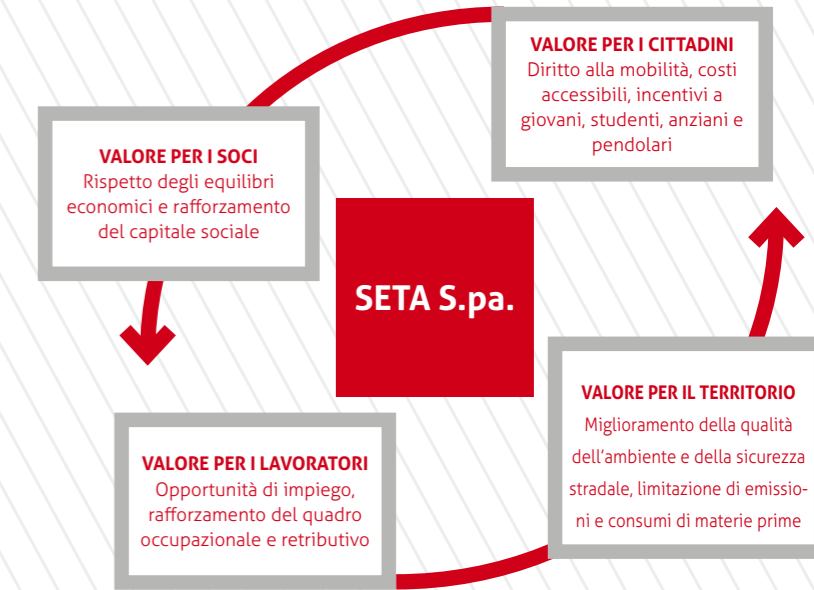 VALORE PER I CITTADINI
Diritto alla mobilità, costi
accessibili, incentivi a
giovani, studenti, anziani e
pendolari
VALORE PER I SOCI
Rispetto degli equilibri
economici e rafforzamento
del capitale sociale
SETA S.pa.
VALORE PER IL TERRITORIO
Miglioramento della qualità
dell’ambiente e della sicurezza
stradale, limitazione di emissio-
ni e consumi di materie prime
VALORE PER I LAVORATORI
Opportunità di impiego,
rafforzamento del quadro
occupazionale e retributivo